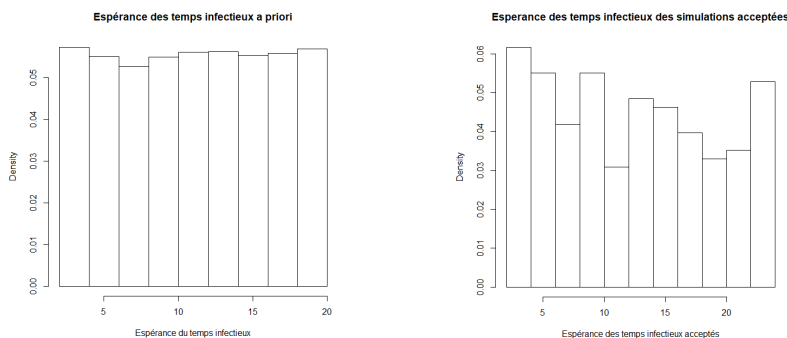 Espérance des temps infectieux a priori
Density
0.00 0.01 0.02 0.03 0.04 0.05
5 10 15 20
Espérance du temps infectieux
Esperance des temps infectieux des simulations acceptées
Density
0.00 0.01 0.02 0.03 0.04 0.05 0.06
5 10 15 20
Espérance des temps infectieux acceptés